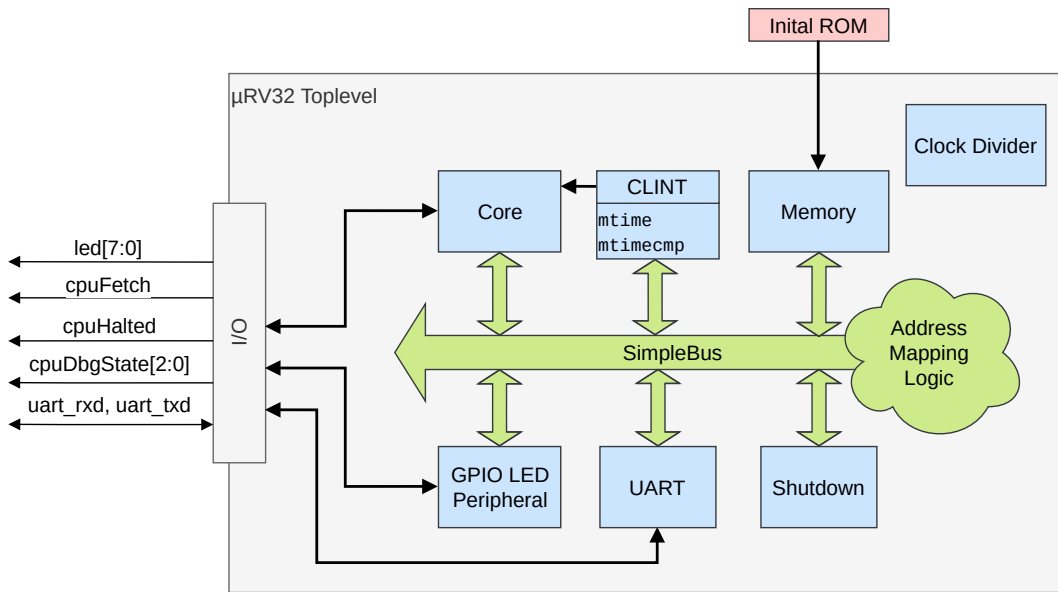 Inital ROM
µRV32 Toplevel
Clock Divider
Core
CLINT
mtime
mtimecmp
Memory
led[7:0]
cpuFetch
cpuHalted
cpuDbgState[2:0]
uart_rxd, uart_txd
I/O
SimpleBus
Address
Mapping
Logic
GPIO LED
Peripheral
UART
Shutdown